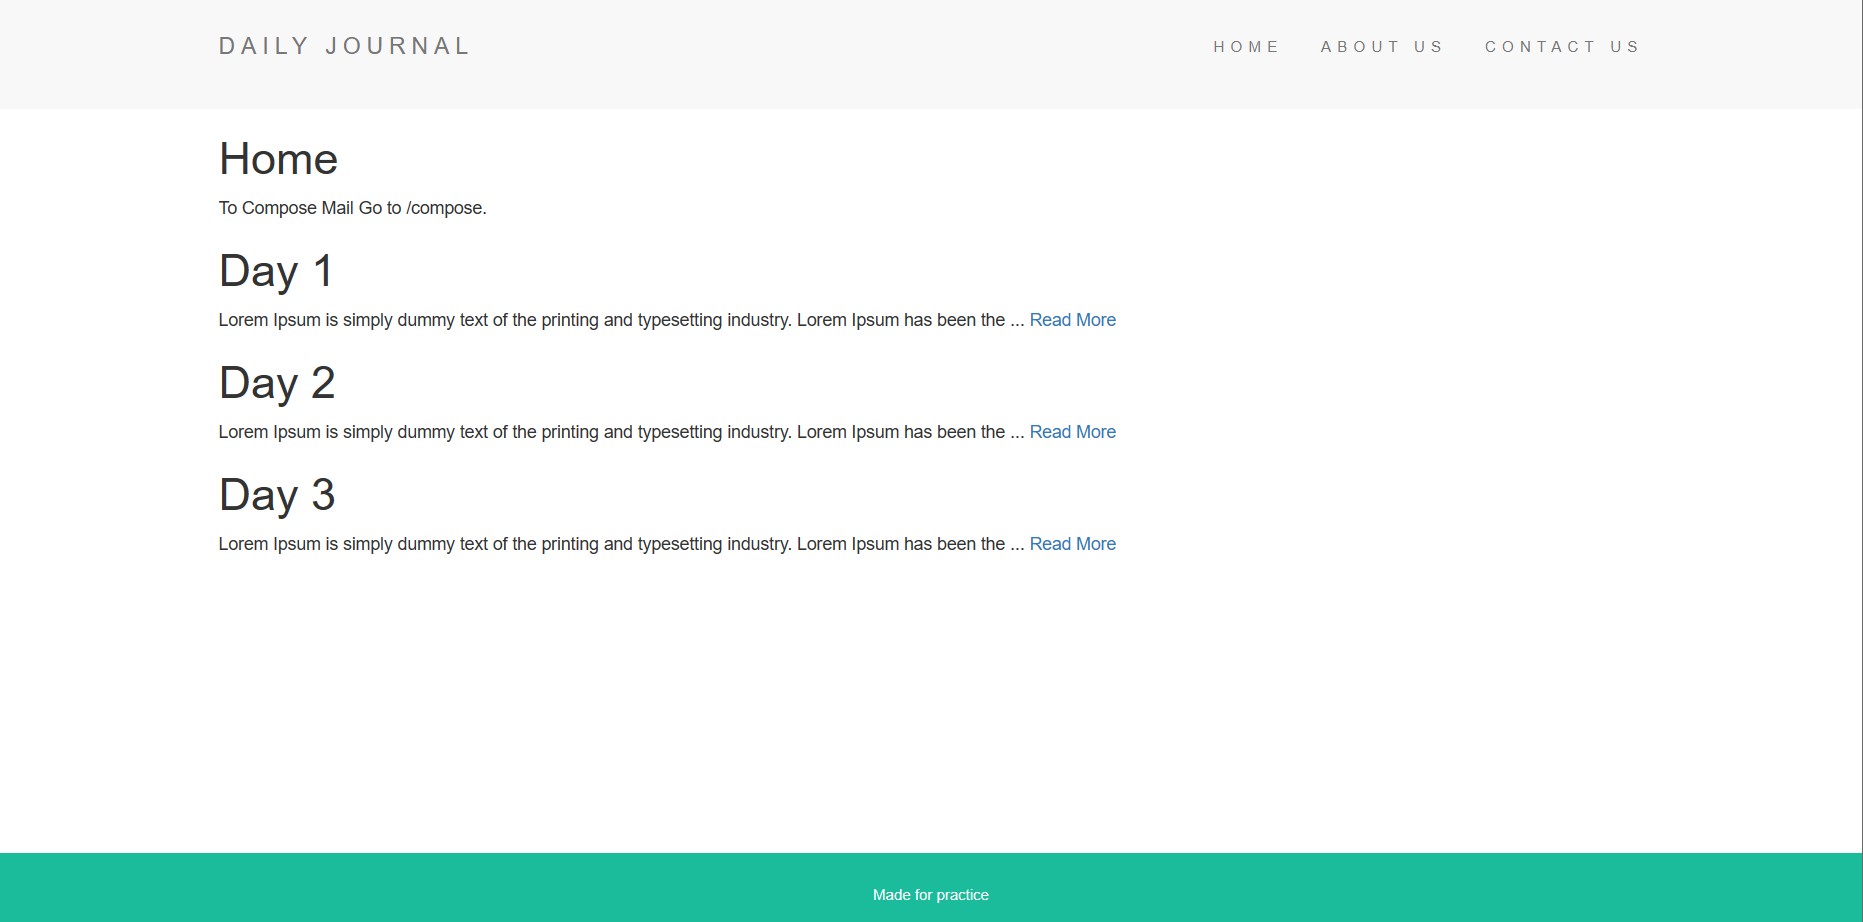 DAILY JOURNAL
HOME ABOUT US CONTACT US
Home
To Compose Mail Go to /compose.
Day 1
Lorem Ipsum is simply dummy text of the printing and typesetting industry. Lorem Ipsum has been the ... Read More
Day 2
Lorem Ipsum is simply dummy text of the printing and typesetting industry. Lorem Ipsum has been the ... Read More
Day 3
Lorem Ipsum is simply dummy text of the printing and typesetting industry. Lorem Ipsum has been the ... Read More
Made for practice